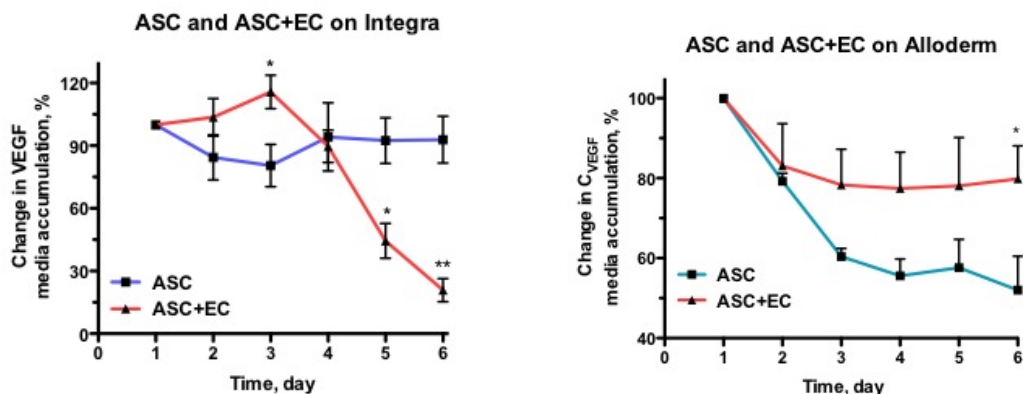 ASC and ASC+EC on Integra
Change in VEGF
media accumulation, %
120
90
60
30
0
*
*
**
ASC
ASC+EC
0 1 2 3 4 5 6
Time, day
ASC and ASC+EC on Alloderm
Change in CVEGF
media accumulation, %
100
80
60
40
*
ASC
ASC+EC
0 1 2 3 4 5 6
Time, day